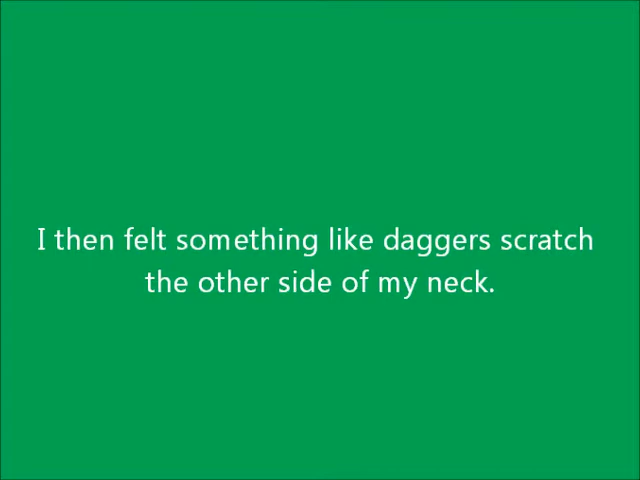 I then felt something like daggers scratch
the other side of my neck.